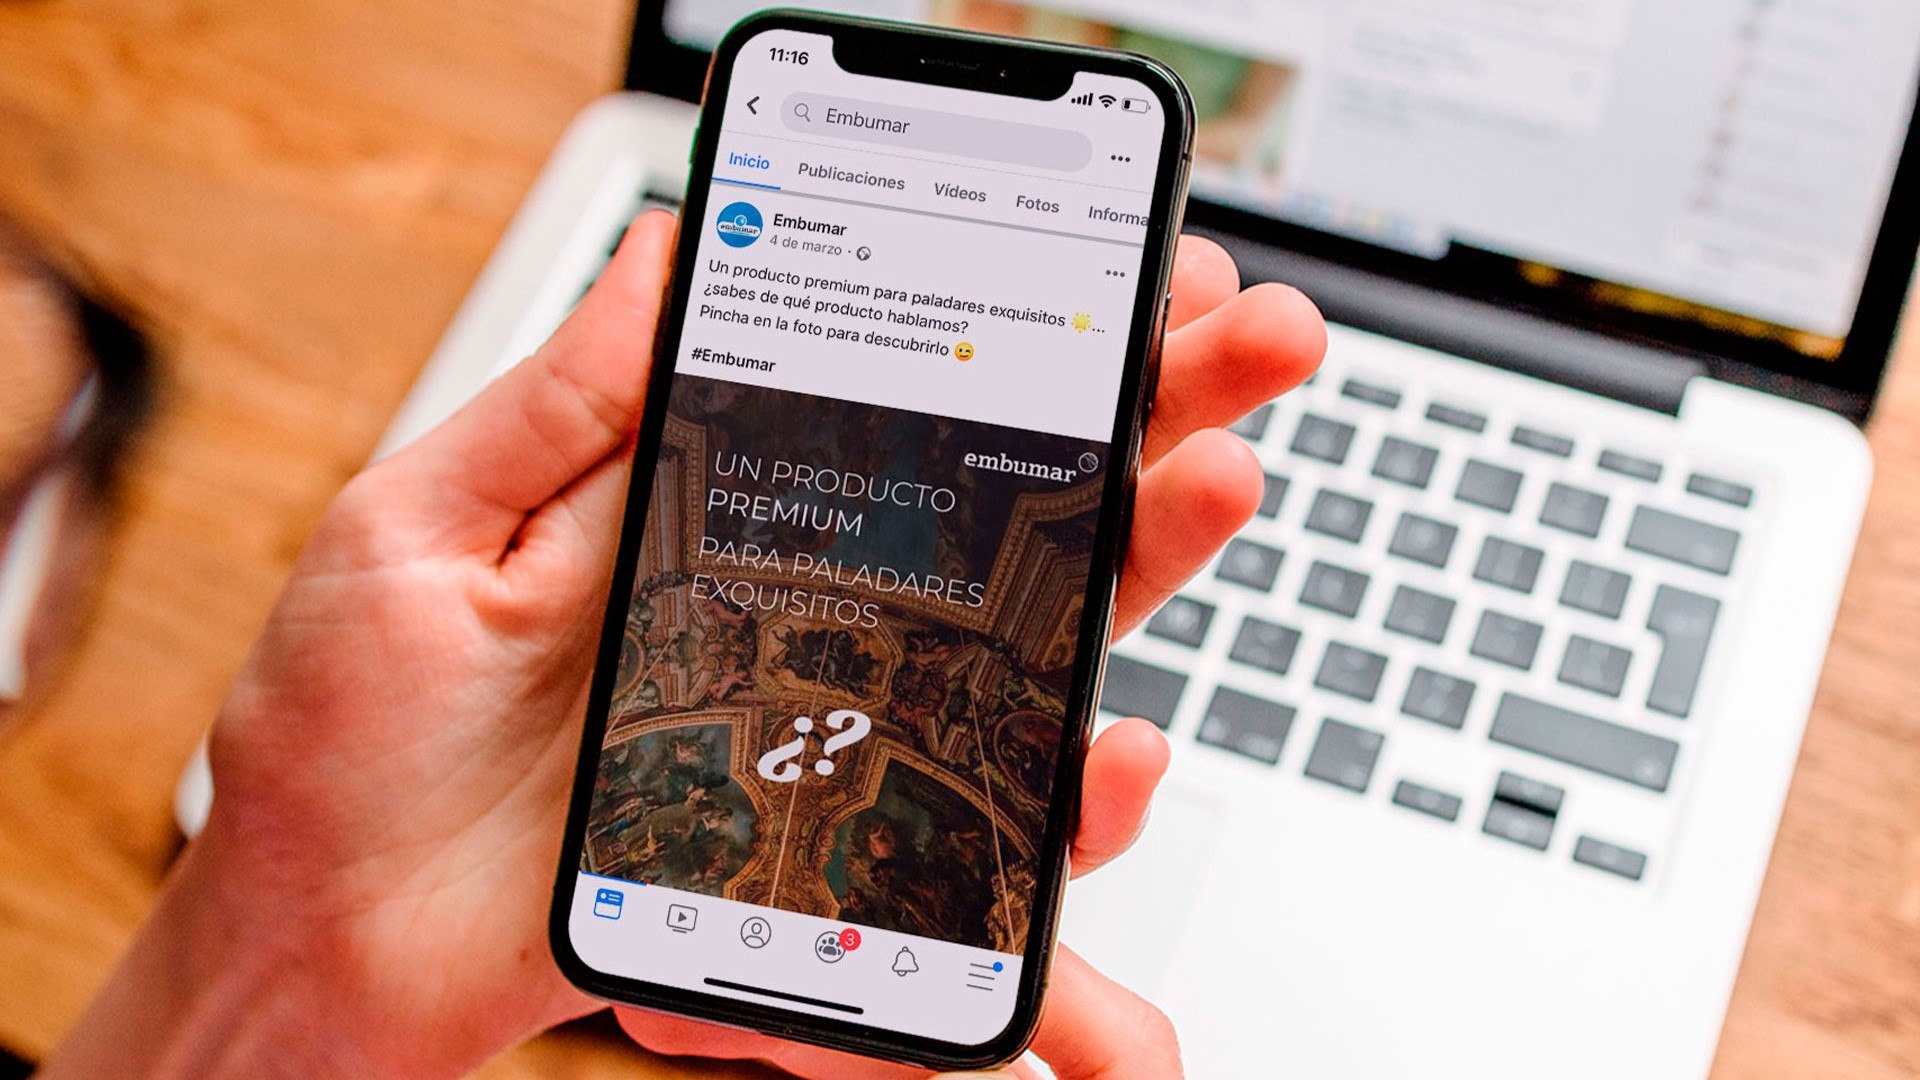 11:16
Embumar
Inicio Publicaciones Vídeos Fotos Informa
embumar
Embumar
4 de marzo ·
Un producto premium para paladares exquisitos 🌟...
¿sabes de qué producto hablamos?
Pincha en la foto para descubrirlo 😉
#Embumar
embumar
UN PRODUCTO
PREMIUM
PARA PALADARES
EXQUISITOS
¿?
3